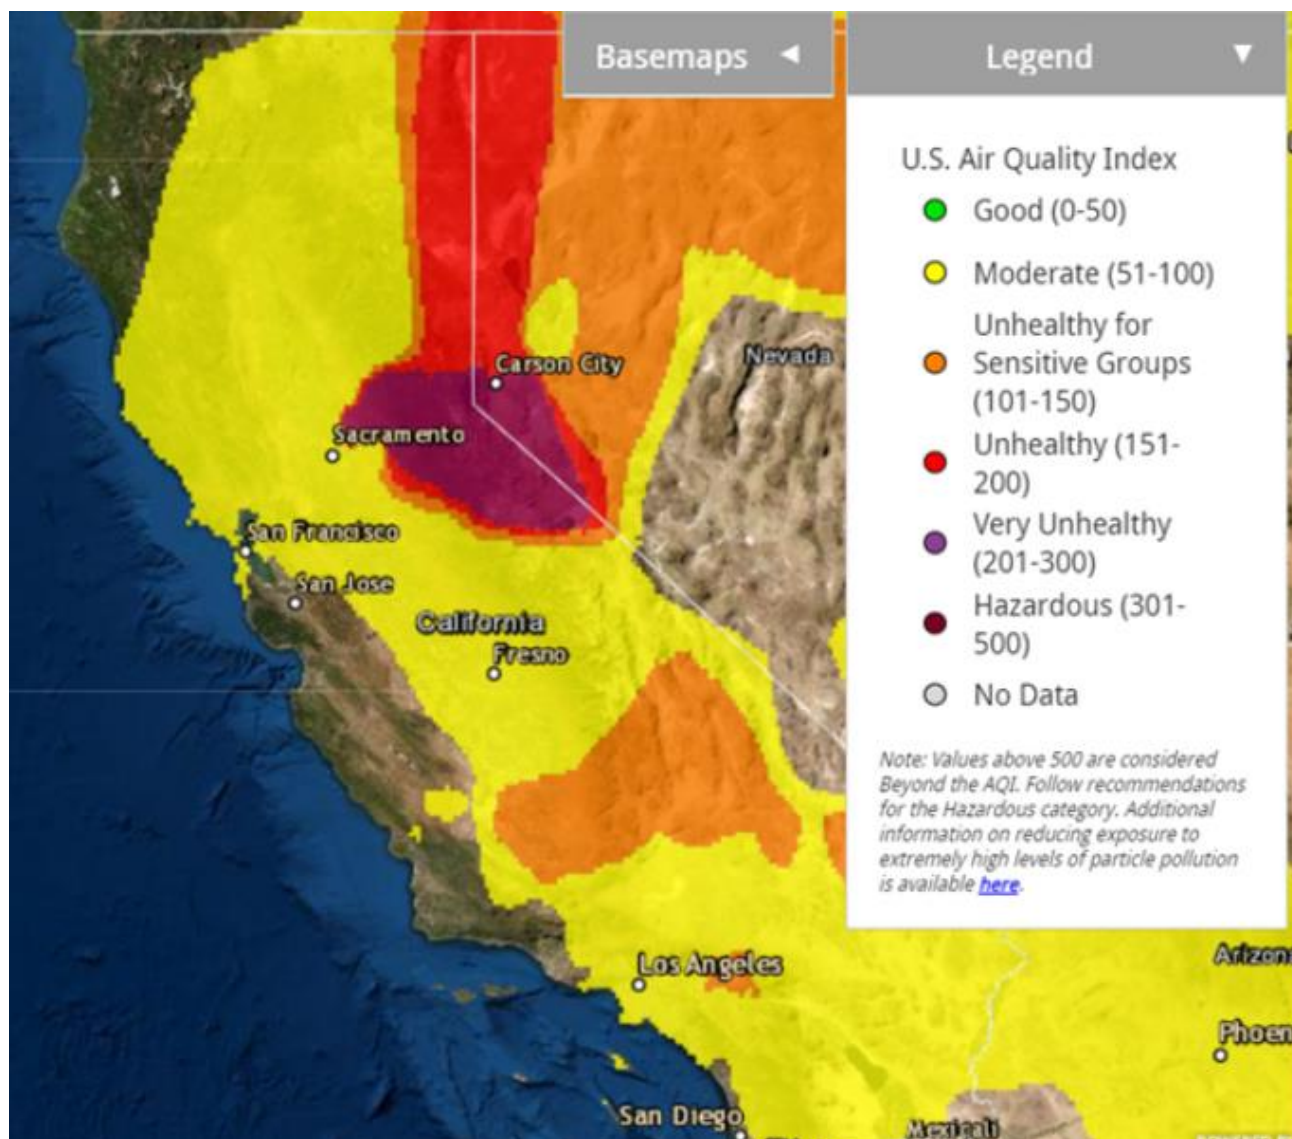 Basemaps
Legend
U.S. Air Quality Index
Good (0-50)
Moderate (51-100)
Unhealthy for
Sensitive Groups
(101-150)
Unhealthy (151-
200)
Very Unhealthy
(201-300)
Hazardous (301-
500)
No Data
Note: Values above 500 are considered
Beyond the AQI. Follow recommendations
for the Hazardous category. Additional
information on reducing exposure to
extremely high levels of particle pollution
is available here.
Nevada
Carson City
Sacramento
San Francisco
San Jose
California
Fresno
Los Angeles
Arizon
Phoen
San Diego
Mexicali